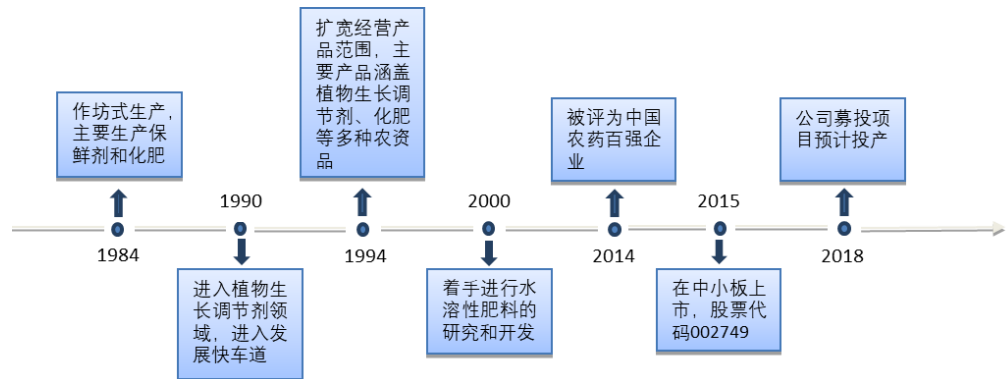 作坊式生产，
主要生产保
鲜剂和化肥
1984
1990
进入植物生
长调节剂领
域，进入发
展快车道
扩宽经营产
品范围，主
要产品涵盖
植物生长调
节剂、化肥
等多种农资
品
1994
2000
着手进行水
溶性肥料的
研究和开发
被评为中国
农药百强企
业
2014
2015
在中小板上
市，股票代
码002749
公司募投项
目预计投产
2018